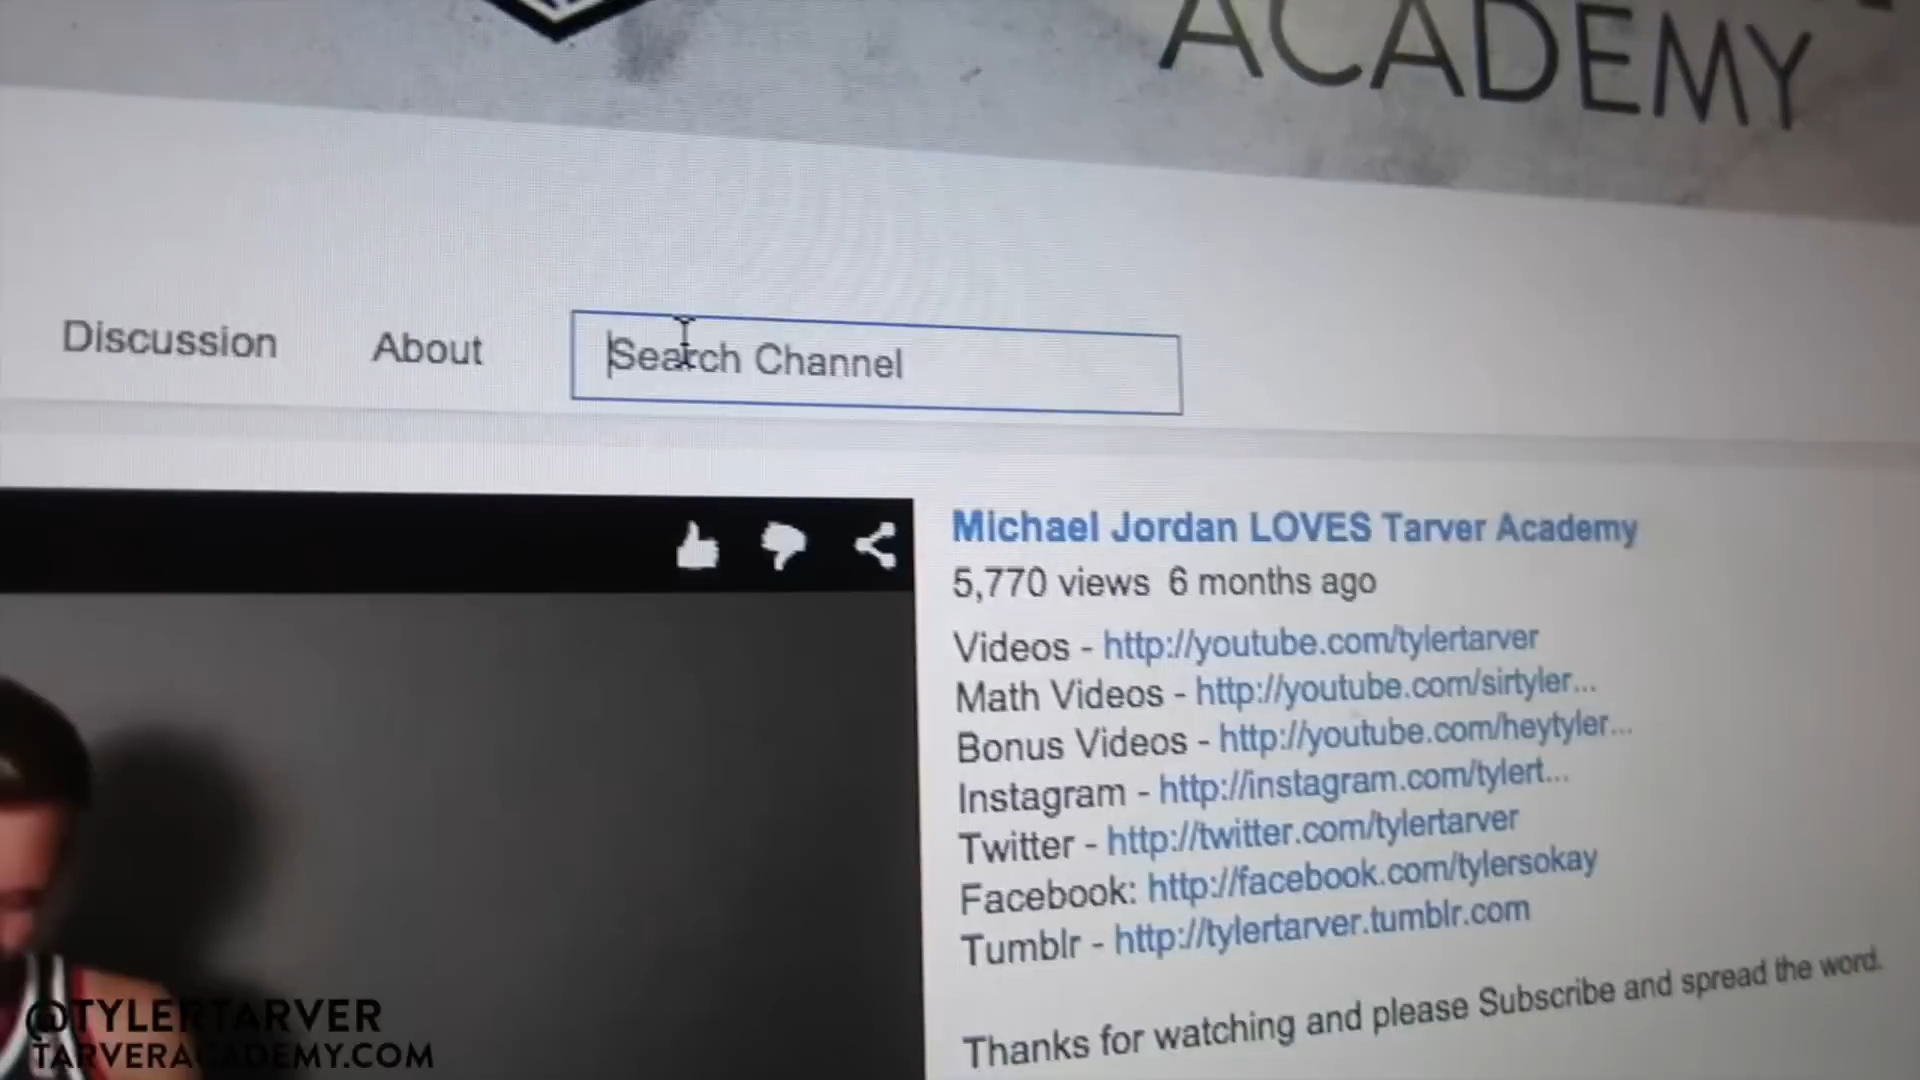 ACADEMY
Discussion
About
Search Channel
Michael Jordan LOVES Tarver Academy
5,770 views 6 months ago
Videos - http://youtube.com/tylertarver
Math Videos - http://youtube.com/sirtyler...
Bonus Videos - http://youtube.com/heytyler...
Instagram - http://instagram.com/tylert...
Twitter - http://twitter.com/tylertarver
Facebook: http://facebook.com/tylersokay
Tumblr - http://tylertarver.tumblr.com
Thanks for watching and please Subscribe and spread the word.
@TYLERTARVER
TARVERACADEMY.COM